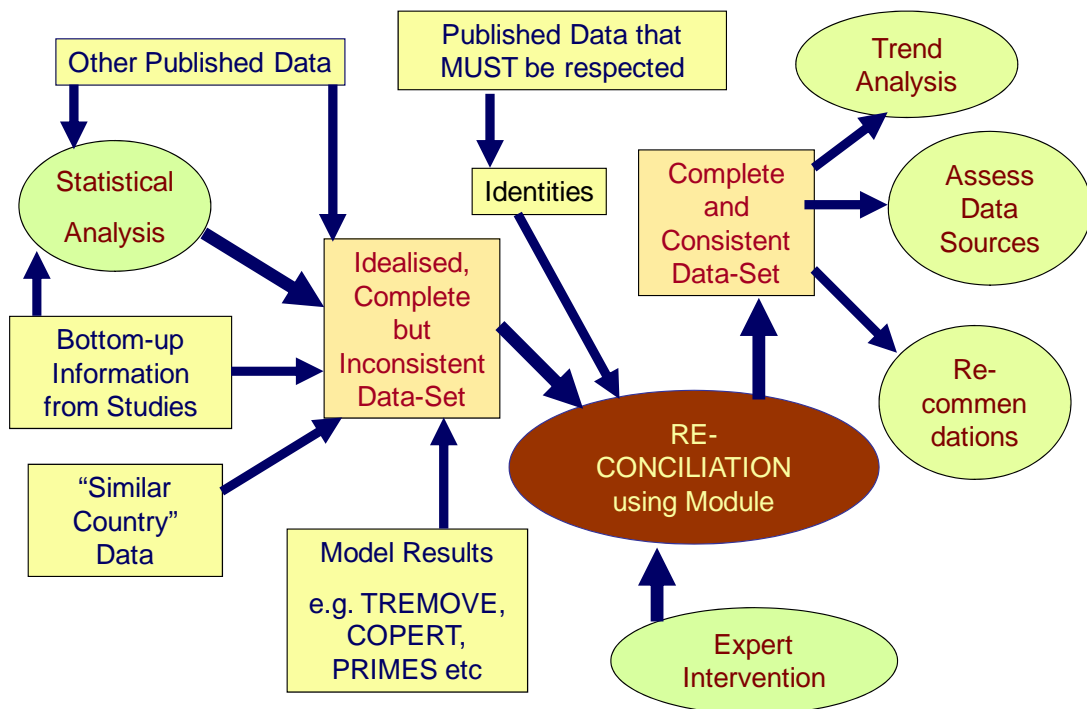 Other Published Data
Published Data that
MUST be respected
Trend
Analysis
Statistical
Analysis
Identities
Complete
and
Consistent
Data-Set
Assess
Data
Sources
Idealised,
Complete
but
Inconsistent
Data-Set
Bottom-up
Information
from Studies
Re-
commen
dations
RE-
CONCILIATION
using Module
“Similar
Country”
Data
Model Results
e.g. TREMOVE,
COPERT,
PRIMES etc
Expert
Intervention